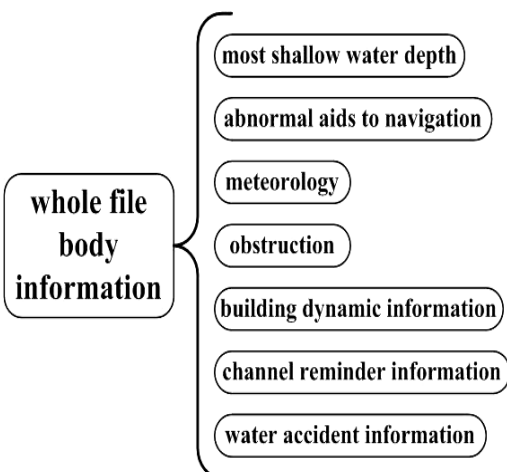 whole file
body
information
most shallow water depth
abnormal aids to navigation
meteorology
obstruction
building dynamic information
channel reminder information
water accident information